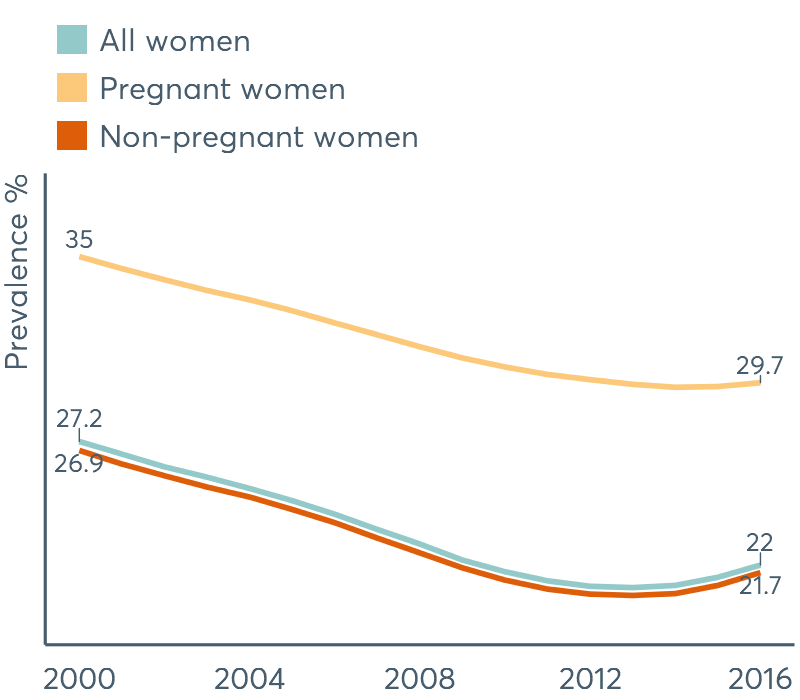 All women
Pregnant women
Non-pregnant women
Prevalence %
35
29.7
27.2
26.9
22
21.7
2000 2004 2008 2012 2016